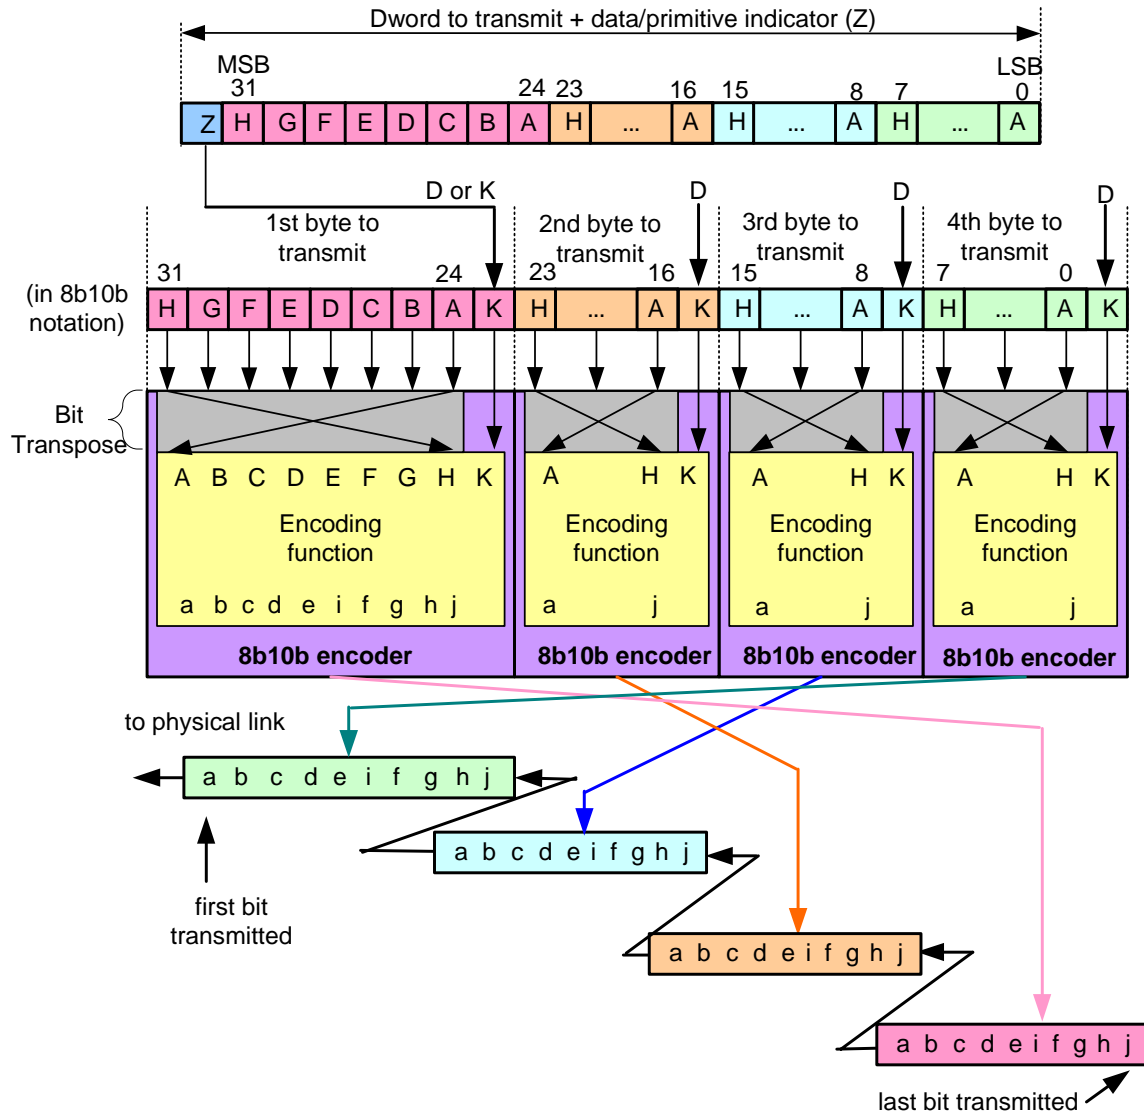 Dword to transmit + data/primitive indicator (Z)
MSB LSB
31 24 23 16 15 8 7 0
Z H G F E D C B A H ... A H ... A H ... A
D or K D D D
1st byte to transmit
2nd byte to transmit
3rd byte to transmit
4th byte to transmit
31 24 23 16 15 8 7 0
(in 8b10b notation)
H G F E D C B A K H ... A K H ... A K H ... A K
Bit Transpose
A B C D E F G H K A H K A H K A H K
Encoding function Encoding function Encoding function Encoding function
a b c d e i f g h j a j a j a j
8b10b encoder 8b10b encoder 8b10b encoder 8b10b encoder
to physical link
a b c d e i f g h j
a b c d e i f g h j
first bit transmitted
a b c d e i f g h j
a b c d e i f g h j
last bit transmitted